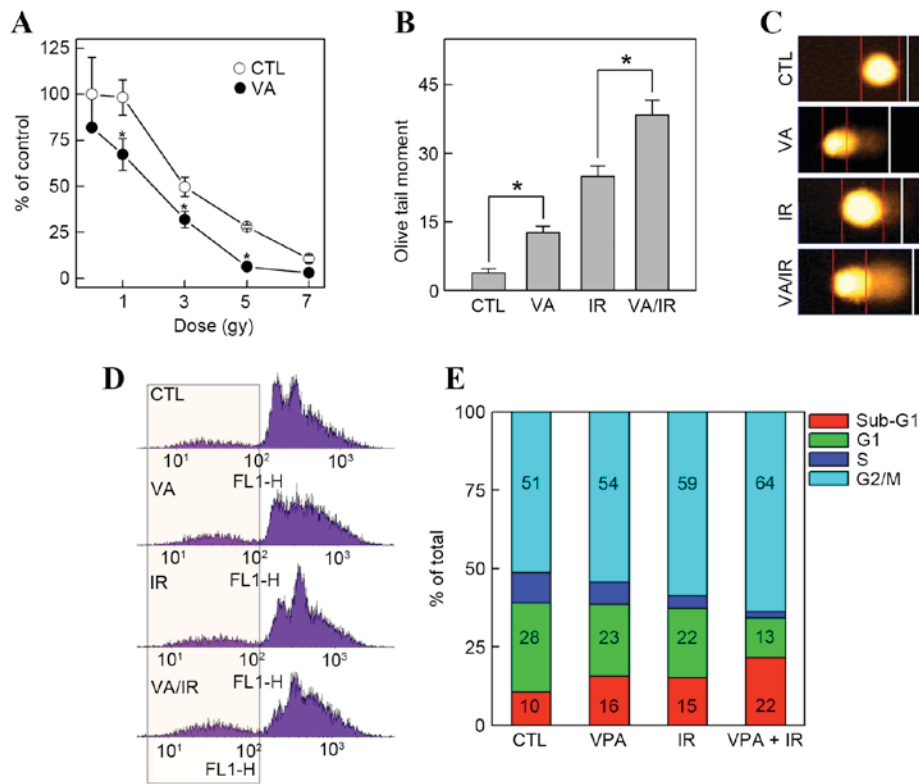 A
% of control
125
100
75
50
25
0
CTL
VA
*
*
*
1 3 5 7
Dose (gy)
B
Olive tail moment
45
30
15
0
*
*
CTL VA IR VA/IR
C
CTL
VA
IR
VA/IR
D
CTL
10¹ 10² 10³
FL1-H
VA
10¹ 10² 10³
FL1-H
IR
10¹ 10² 10³
FL1-H
VA/IR
10¹ 10² 10³
FL1-H
E
% of total
100
75
50
25
0
51 54 59 64
28 23 22 13
10 16 15 22
CTL VPA IR VPA + IR
Sub-G1
G1
S
G2/M